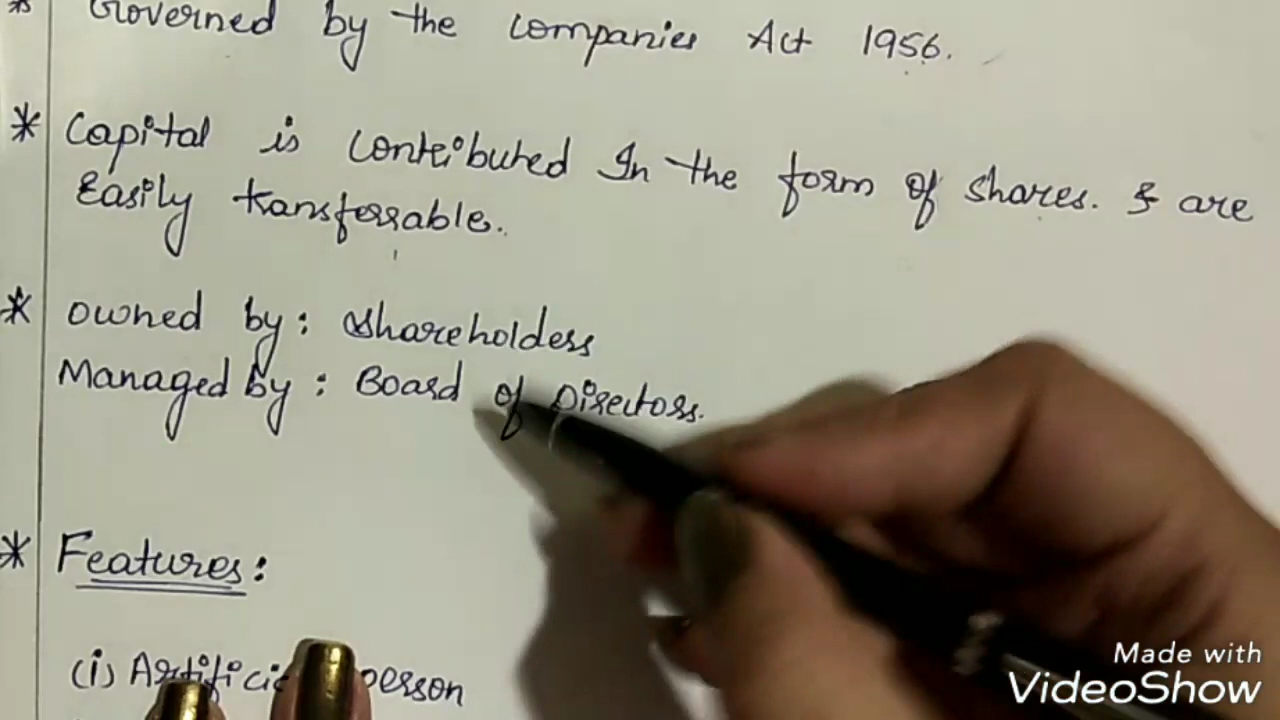 * Governed by the Companies Act 1956.
* Capital is contributed In the form of shares. & are
Easily transferrable.
* Owned by: Shareholders
Managed by: Board of Directors.
* Features:
(i) Artificial person
Made with
VideoShow